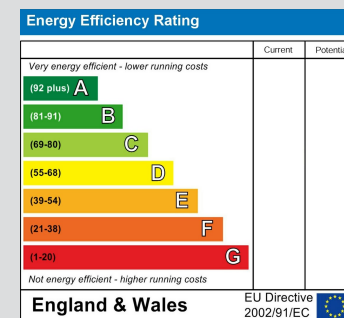 Energy Efficiency Rating
Current Potentia
Very energy efficient - lower running costs
(92 plus) A
(81-91) B
(69-80) C
(55-68) D
(39-54) E
(21-38) F
(1-20) G
Not energy efficient - higher running costs
England & Wales
EU Directive
2002/91/EC